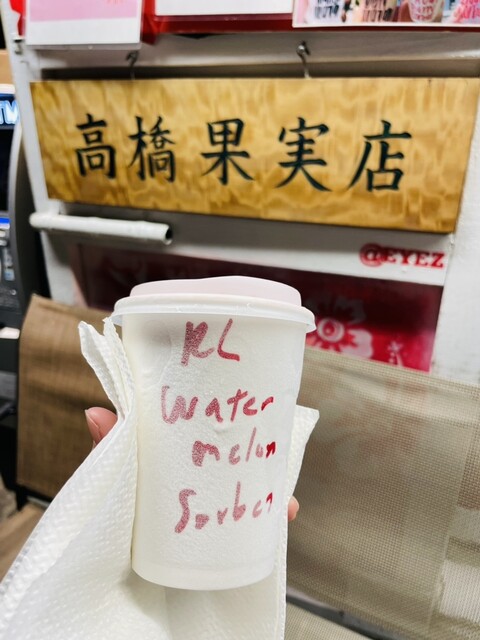 高橋果実店
@EYEZ
RL
Water
melon
Sorbet